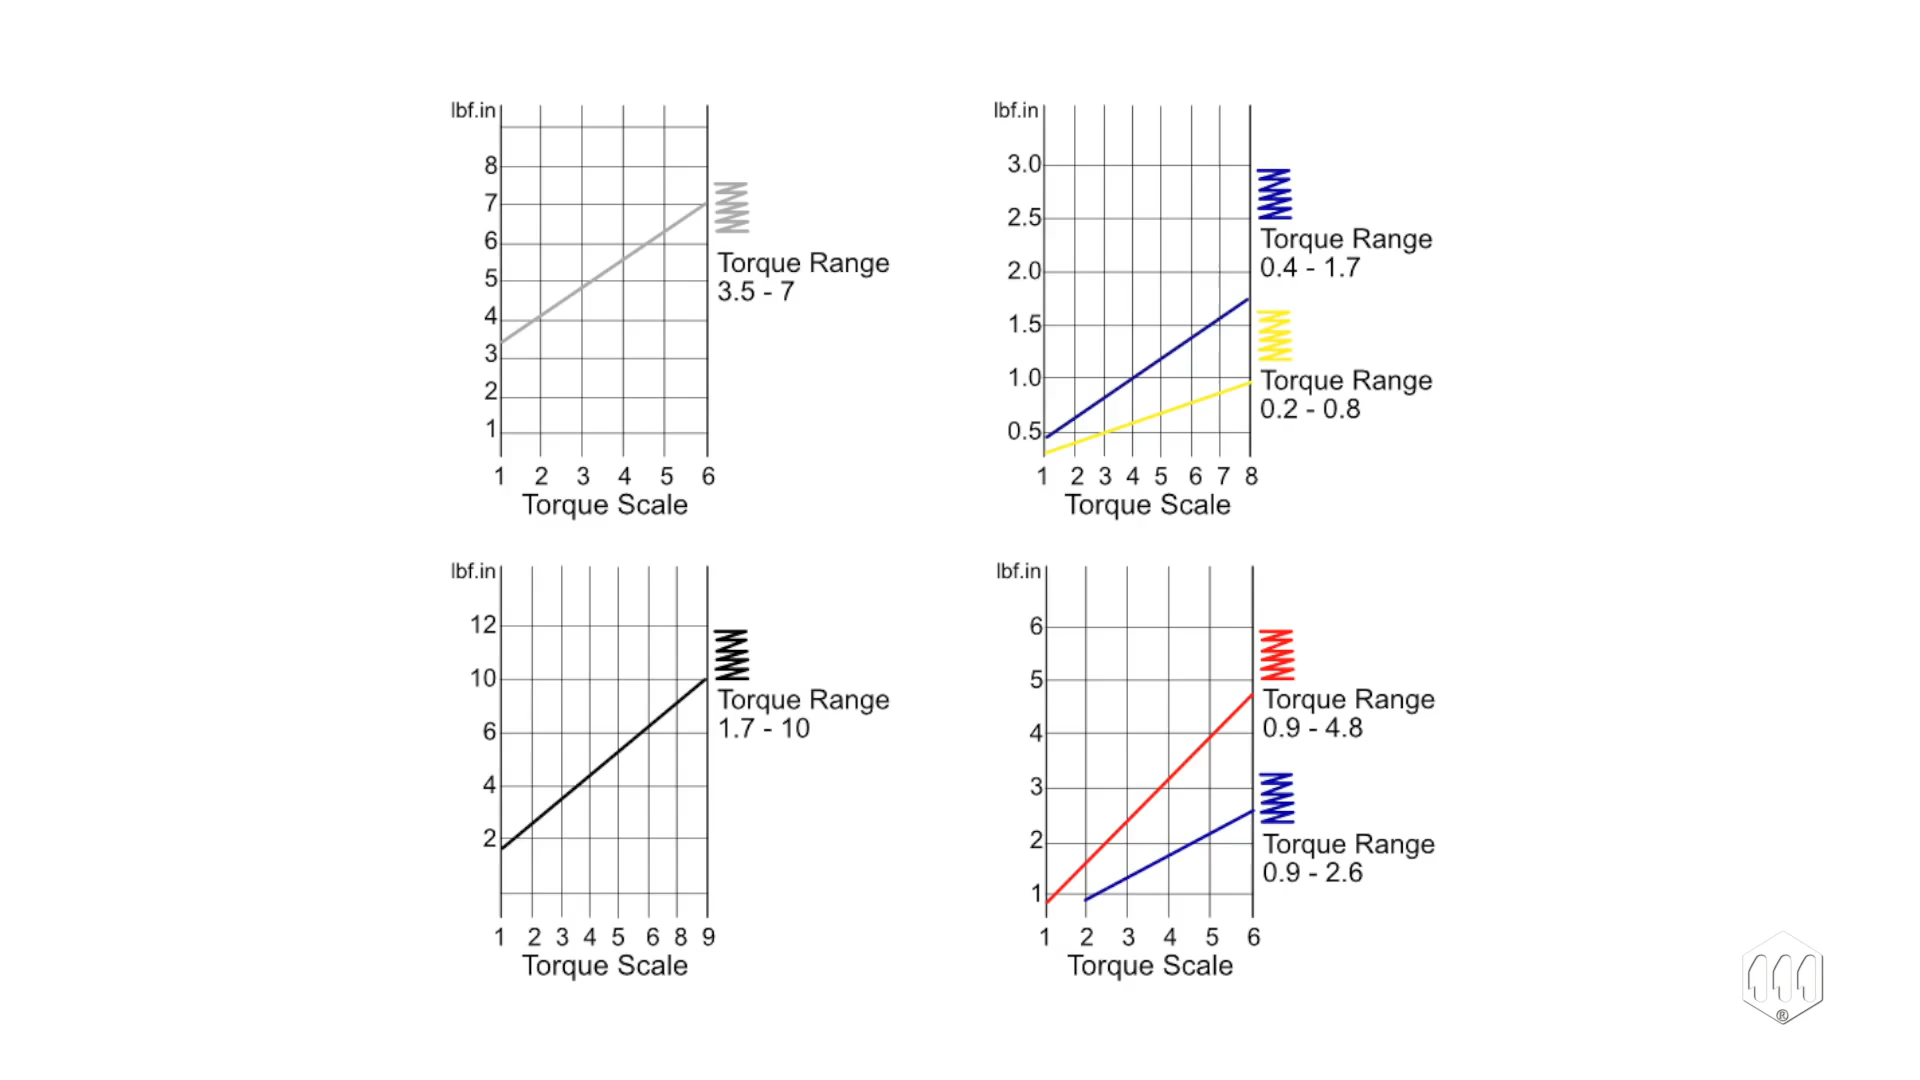 lbf.in
8
7
6
5
4
3
2
1
1 2 3 4 5 6
Torque Scale
Torque Range
3.5 - 7
lbf.in
3.0
2.5
2.0
1.5
1.0
0.5
1 2 3 4 5 6 7 8
Torque Scale
Torque Range
0.4 - 1.7
Torque Range
0.2 - 0.8
lbf.in
12
10
6
4
2
1 2 3 4 5 6 8 9
Torque Scale
Torque Range
1.7 - 10
lbf.in
6
5
4
3
2
1
1 2 3 4 5 6
Torque Scale
Torque Range
0.9 - 4.8
Torque Range
0.9 - 2.6
®